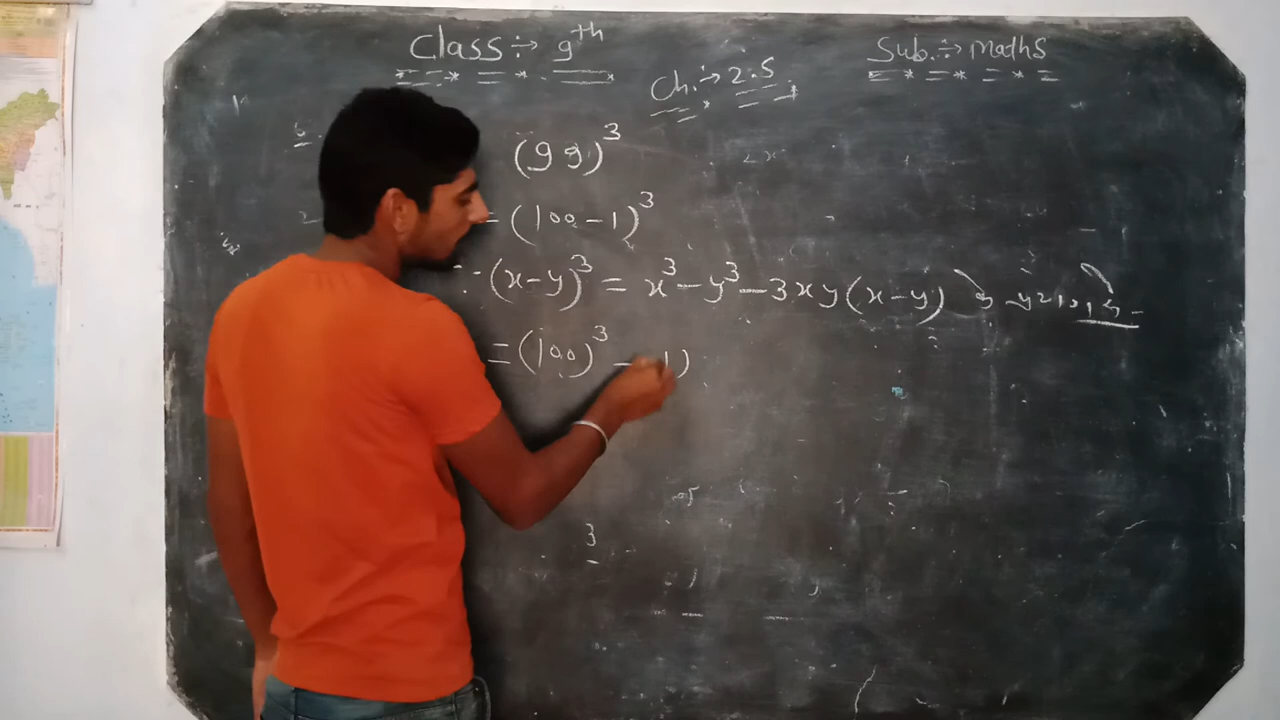 Class ÷ 9th
Sub. ÷ Maths
Ch. ÷ 2.5
(99)³
= (100 - 1)³
∵ (x-y)³ = x³ - y³ - 3xy(x-y)
= (100)³ - 1)